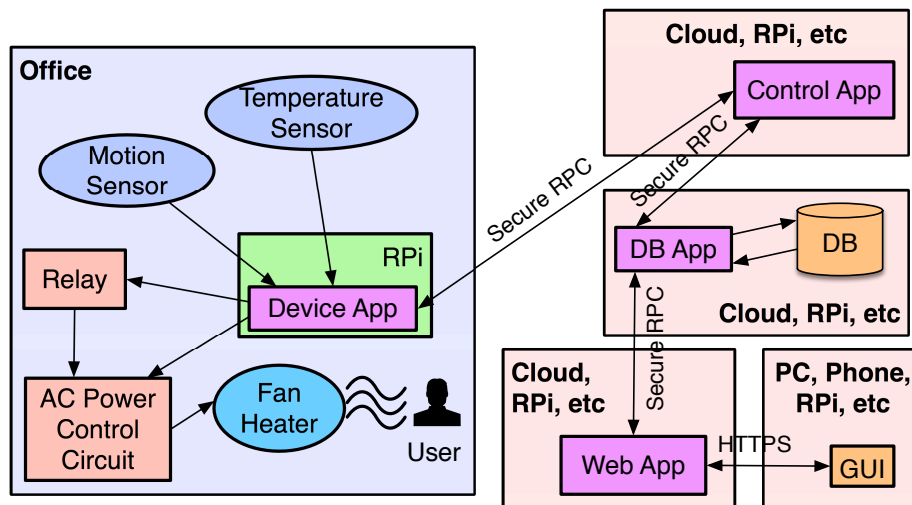 Office
Temperature
Sensor
Motion
Sensor
RPi
Relay
Device App
AC Power
Control
Circuit
Fan
Heater
User
Secure RPC
Cloud, RPi, etc
Control App
Secure RPC
DB App
DB
Cloud, RPi, etc
Secure RPC
Cloud,
RPi, etc
Web App
HTTPS
PC, Phone,
RPi, etc
GUI